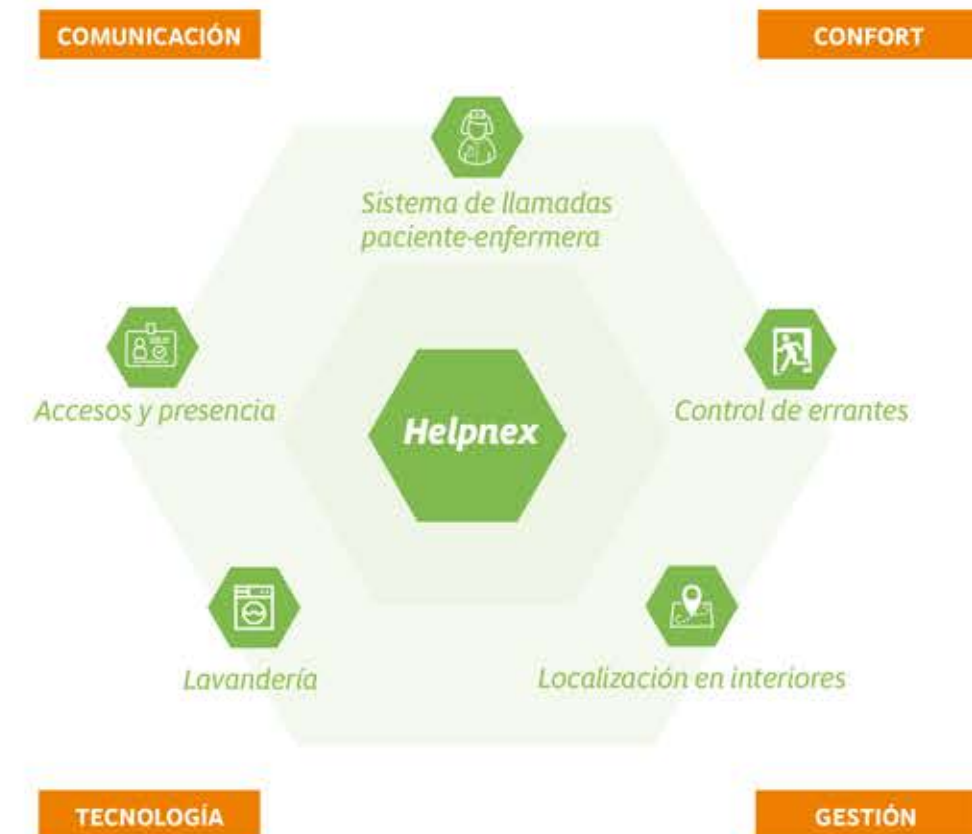 COMUNICACIÓN
CONFORT
Sistema de llamadas
paciente-enfermera
Accesos y presencia
Control de errantes
Helpnex
Lavandería
Localización en interiores
TECNOLOGÍA
GESTIÓN